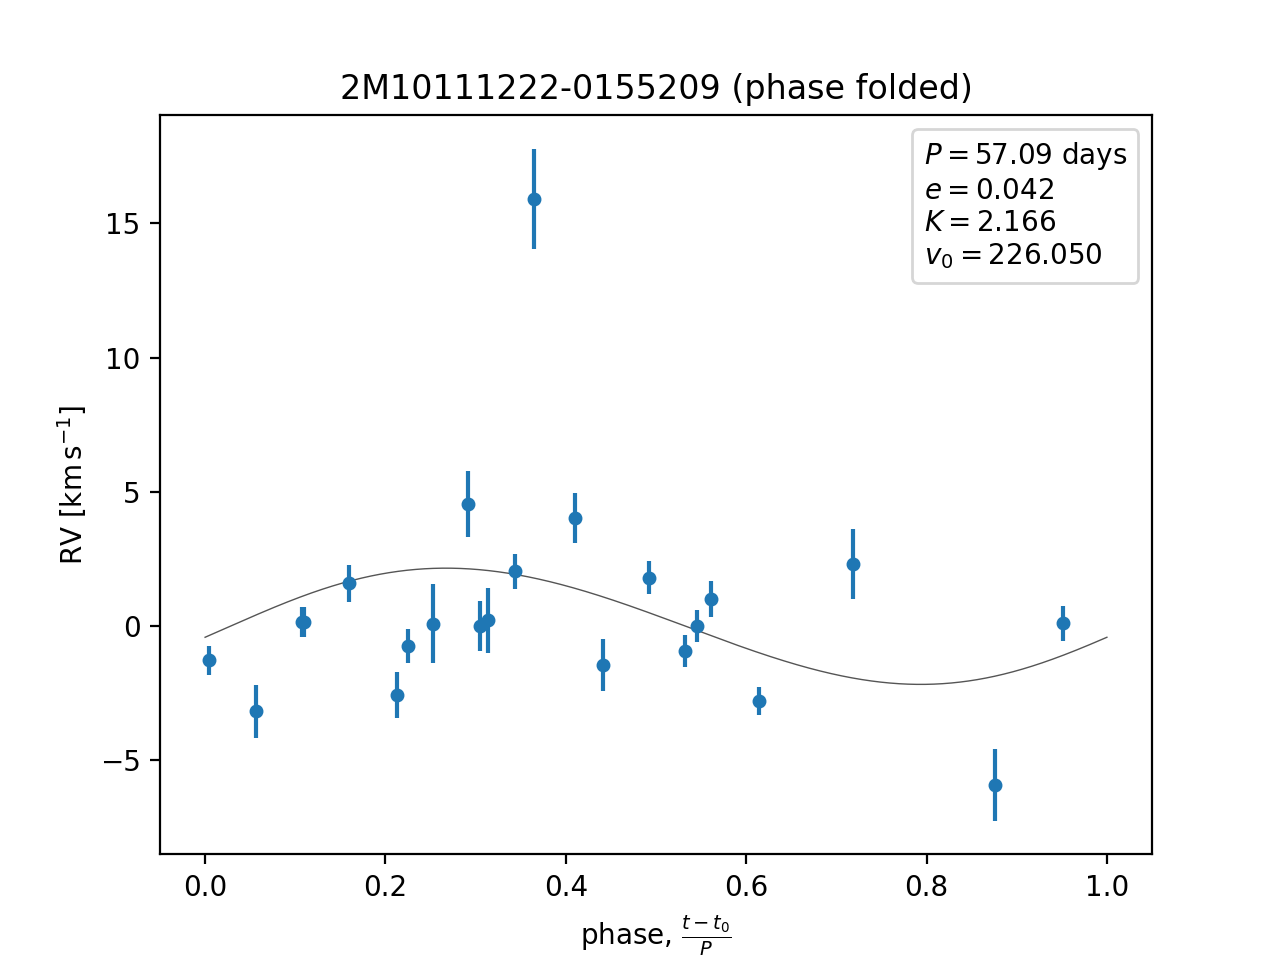 2M10111222-0155209 (phase folded)
P = 57.09 days
e = 0.042
K = 2.166
v₀ = 226.050
15
10
5
0
−5
RV [km s⁻¹]
0.0 0.2 0.4 0.6 0.8 1.0
phase, (t − t₀)/P